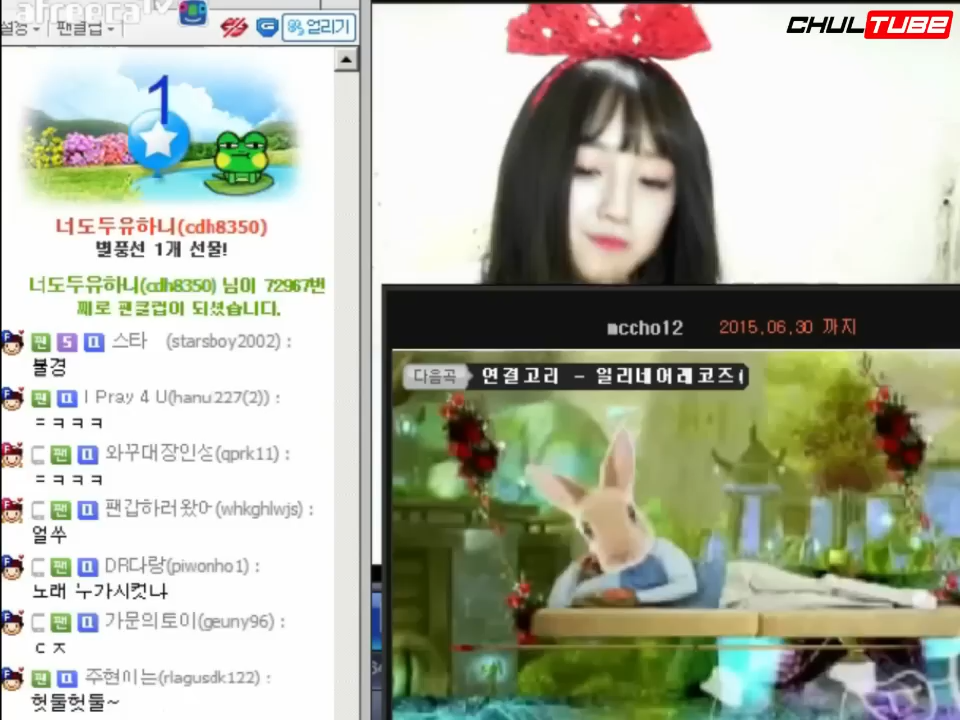 afreecaTV
설정
팬클럽
얼리기
CHULTUBE
1
너도두유하니(cdh8350)
별풍선 1개 선물!
너도두유하니(cdh8350) 님이 72967번
째로 팬클럽이 되셨습니다.
팬 S 스타 (starsboy2002) :
불경
팬 I Pray 4 U(hanu227(2)) :
ㅋㅋㅋㅋ
팬 와꾸대장인성(qprk11) :
ㅋㅋㅋㅋ
팬 팬갑하러왔어(whkghlwjs) :
얼쑤
팬 DR다랑(piwonho1) :
노래 누가시켯냐
팬 가문의토이(geuny96) :
ㄷㅈ
팬 주현이는(rlagusdk122) :
헛둘헛둘~
mccho12 2015.06.30 까지
다음곡 연결고리 - 일리네어레코즈(